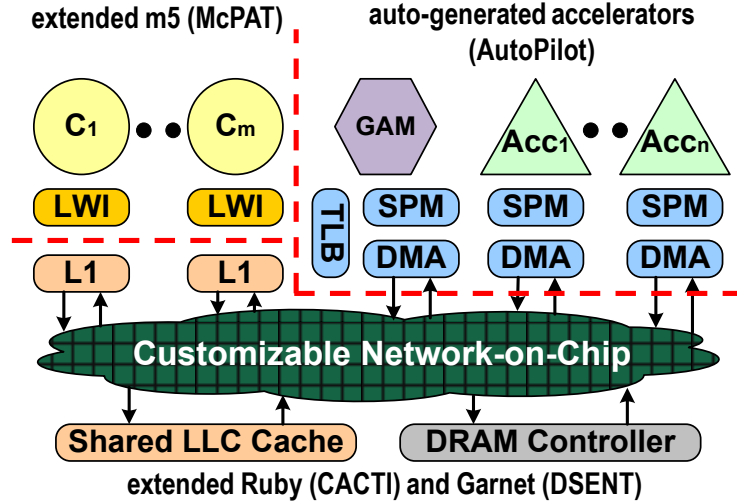 extended m5 (McPAT)
auto-generated accelerators
(AutoPilot)
C1
Cm
GAM
Acc1
Accn
LWI
LWI
TLB
SPM
SPM
SPM
L1
L1
DMA
DMA
DMA
Customizable Network-on-Chip
Shared LLC Cache
DRAM Controller
extended Ruby (CACTI) and Garnet (DSENT)